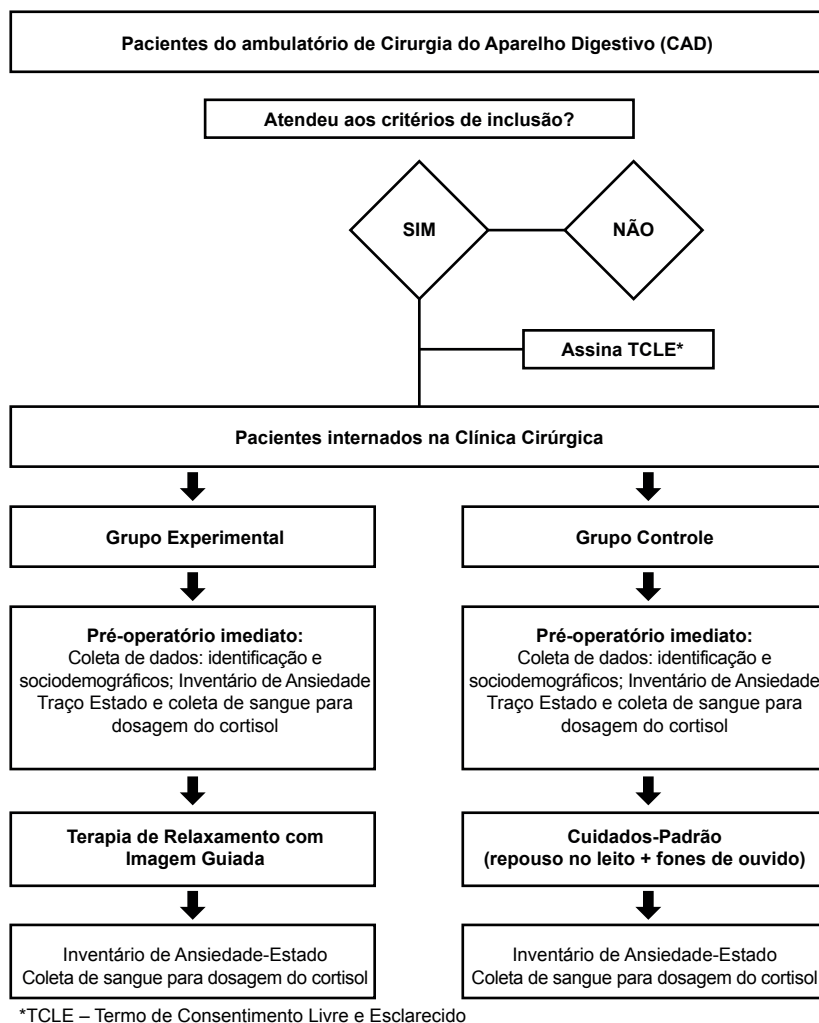 Pacientes do ambulatório de Cirurgia do Aparelho Digestivo (CAD)
Atendeu aos critérios de inclusão?
SIM
NÃO
Assina TCLE*
Pacientes internados na Clínica Cirúrgica
Grupo Experimental
Grupo Controle
Pré-operatório imediato:
Coleta de dados: identificação e
sociodemográficos; Inventário de Ansiedade
Traço Estado e coleta de sangue para
dosagem do cortisol
Pré-operatório imediato:
Coleta de dados: identificação e
sociodemográficos; Inventário de Ansiedade
Traço Estado e coleta de sangue para
dosagem do cortisol
Terapia de Relaxamento com
Imagem Guiada
Cuidados-Padrão
(repouso no leito + fones de ouvido)
Inventário de Ansiedade-Estado
Coleta de sangue para dosagem do cortisol
Inventário de Ansiedade-Estado
Coleta de sangue para dosagem do cortisol
*TCLE – Termo de Consentimento Livre e Esclarecido